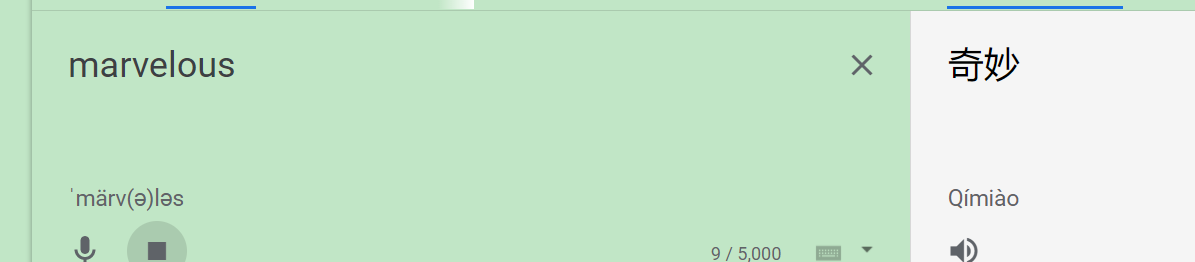 marvelous
奇妙
ˈmärv(ə)ləs
Qímiào
9 / 5,000